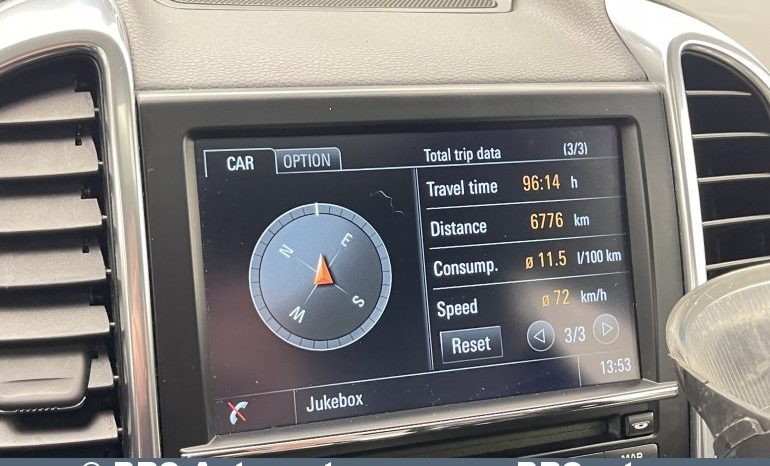 CAR OPTION Total trip data (3/3)
Travel time 96:14 h
Distance 6776 km
Consump. ø 11.5 l/100 km
Speed ø 72 km/h
Reset 3/3
N E S W
13:53
Jukebox
MAP